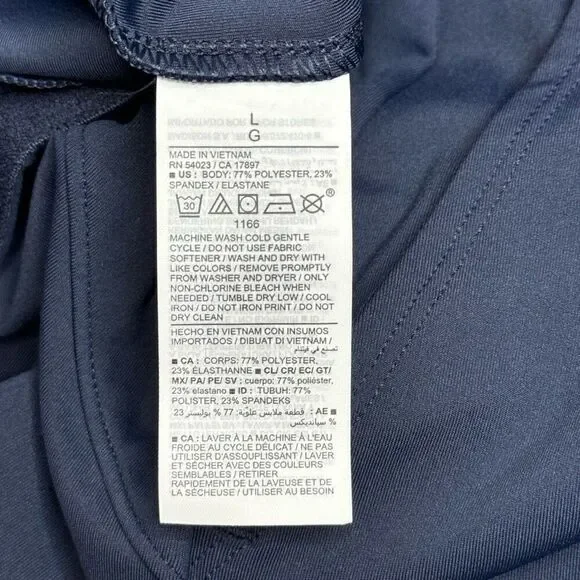 L
G
MADE IN VIETNAM
RN 54023 / CA 17897
■ US : BODY: 77% POLYESTER, 23%
SPANDEX / ELASTANE
30
®
1166
MACHINE WASH COLD GENTLE
CYCLE / DO NOT USE FABRIC
SOFTENER / WASH AND DRY WITH
LIKE COLORS / REMOVE PROMPTLY
FROM WASHER AND DRYER / ONLY
NON-CHLORINE BLEACH WHEN
NEEDED / TUMBLE DRY LOW / COOL
IRON / DO NOT IRON PRINT / DO NOT
DRY CLEAN
HECHO EN VIETNAM CON INSUMOS
IMPORTADOS / DIBUAT DI VIETNAM /
تصنع في فيتنام
■ CA : CORPS: 77% POLYESTER,
23% ÉLASTHANNE ■ CL/ CR/ EC/ GT/
MX/ PA/ PE/ SV : cuerpo: 77% poliéster,
23% elastano ■ ID : TUBUH: 77%
POLISTER, 23% SPANDEKS
■ AE : قطعة ملابس علوية: 77 % بوليستر 23
% سبانديكس
■ CA : LAVER À LA MACHINE À L'EAU
FROIDE AU CYCLE DÉLICAT / NE PAS
UTILISER D'ASSOUPLISSANT / LAVER
ET SÉCHER AVEC DES COULEURS
SEMBLABLES / RETIRER
RAPIDEMENT DE LA LAVEUSE ET DE
LA SÉCHEUSE / UTILISER AU BESOIN